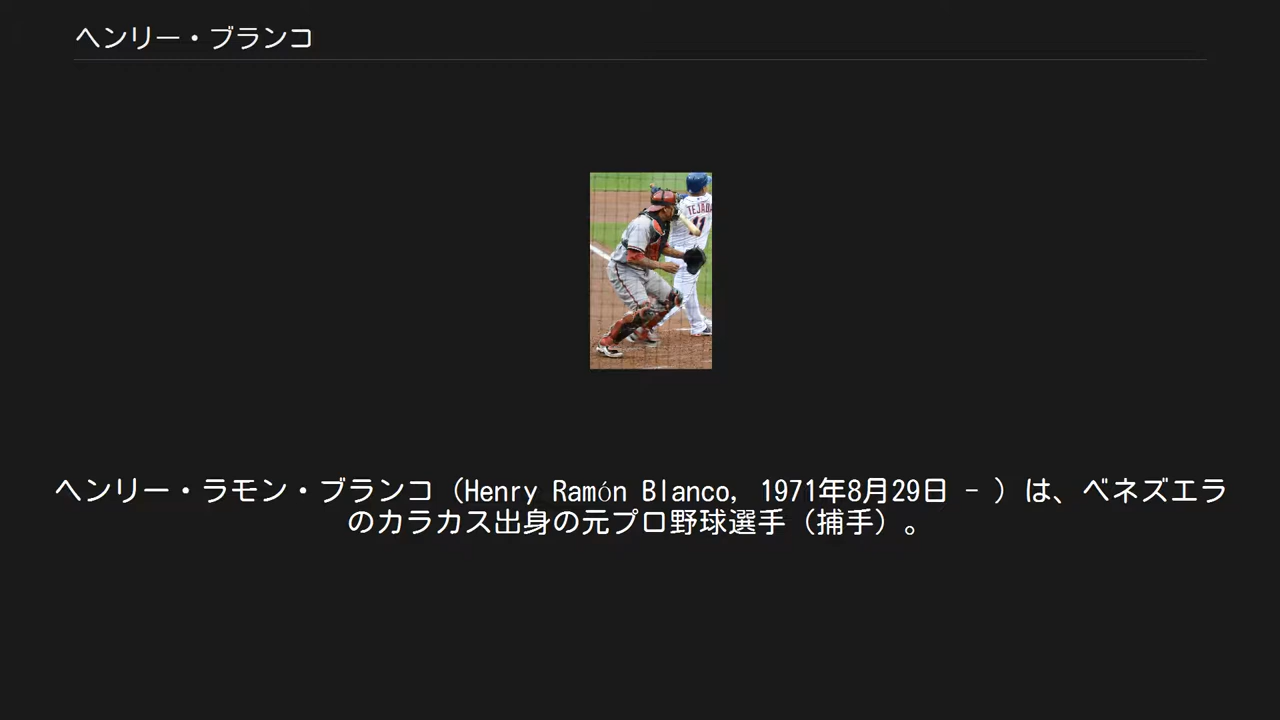 ヘンリー・ブランコ
TEJADA
11
ヘンリー・ラモン・ブランコ（Henry Ramón Blanco, 1971年8月29日 - ）は、ベネズエラ
のカラカス出身の元プロ野球選手（捕手）。